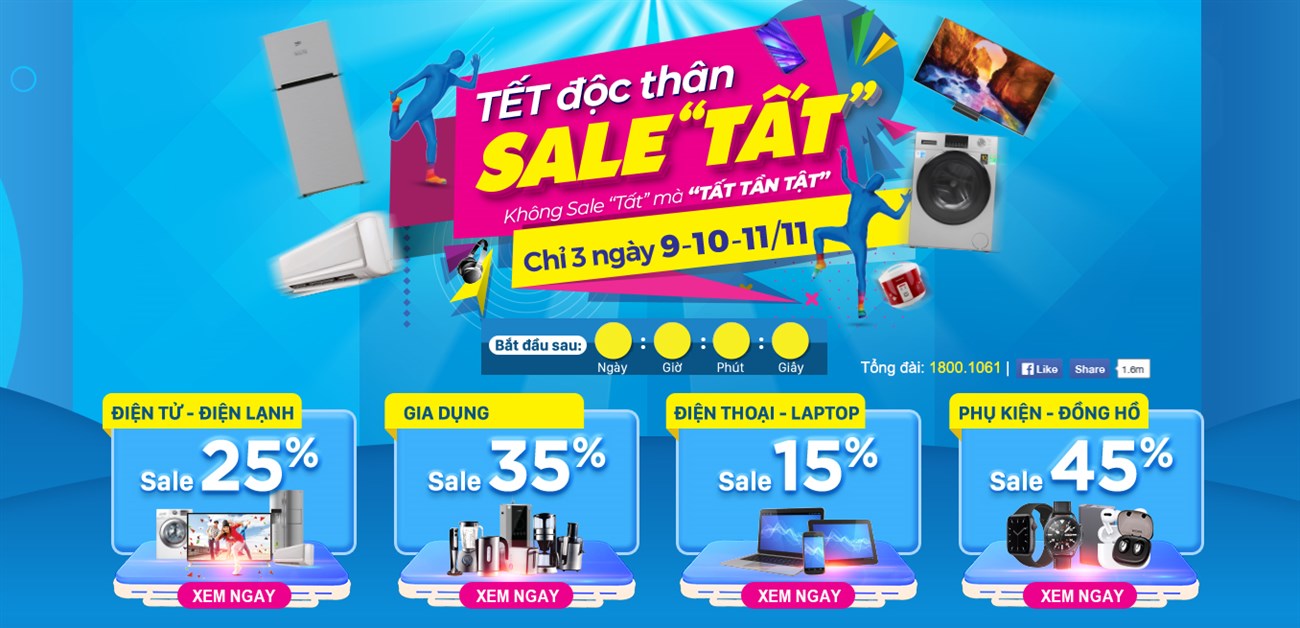 TẾT độc thân
SALE “TẤT”
Không Sale “Tất” mà “TẤT TẦN TẬT”
Chỉ 3 ngày 9-10-11/11
Bắt đầu sau: : : :
Ngày Giờ Phút Giây
Tổng đài: 1800.1061 | Like Share 1.6m
ĐIỆN TỬ - ĐIỆN LẠNH
Sale 25%
XEM NGAY
GIA DỤNG
Sale 35%
XEM NGAY
ĐIỆN THOẠI - LAPTOP
Sale 15%
XEM NGAY
PHỤ KIỆN - ĐỒNG HỒ
Sale 45%
XEM NGAY